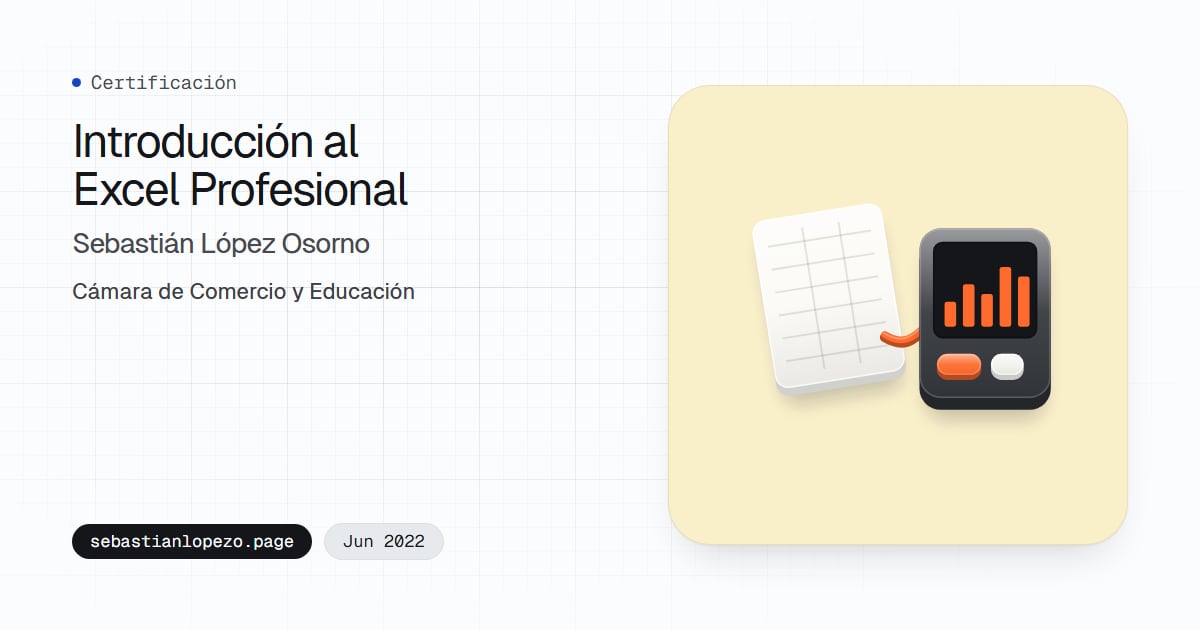 Certificación
Introducción al
Excel Profesional
Sebastián López Osorno
Cámara de Comercio y Educación
sebastianlopezo.page
Jun 2022